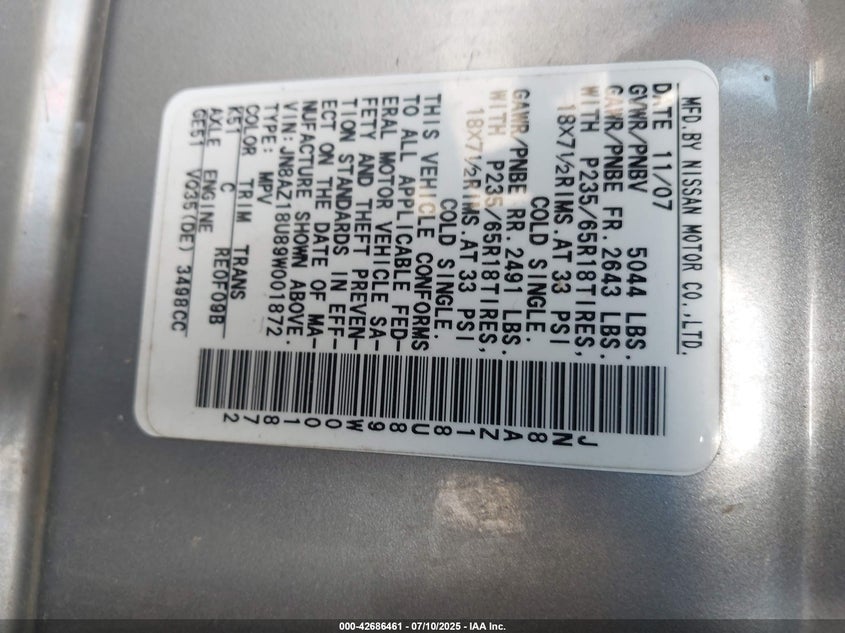 MFD.BY NISSAN MOTOR CO.,LTD.
DATE 11/07
GVWR/PNBV 5044 LBS.
GAWR/PNBE FR. 2643 LBS.
WITH P235/65R18TIRES,
18X7½RIMS.AT 33 PSI
COLD SINGLE.
GAWR/PNBE RR. 2491 LBS.
WITH P235/65R18TIRES,
18X7½RIMS.AT 33 PSI
COLD SINGLE.
THIS VEHICLE CONFORMS
TO ALL APPLICABLE FED-
ERAL MOTOR VEHICLE SA-
FETY AND THEFT PREVEN-
TION STANDARDS IN EFF-
ECT ON THE DATE OF MA-
NUFACTURE SHOWN ABOVE.
VIN:JN8AZ18U89W001872
TYPE: MPV
COLOR TRIM TRANS
K51 C RE0F09B
AXLE ENGINE
GE51 VQ35(DE) 3498CC
JN8AZ18U89W001872
000-42686461 - 07/10/2025 - IAA Inc.